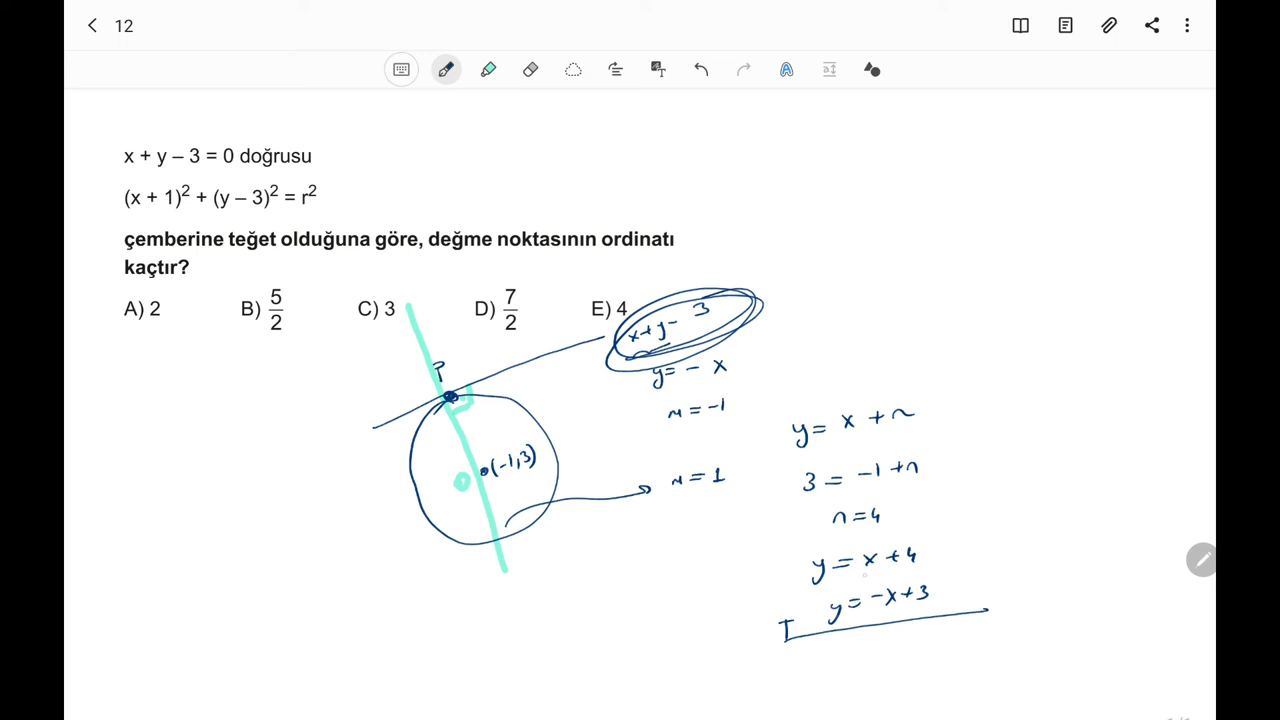 12
x + y – 3 = 0 doğrusu
(x + 1)² + (y – 3)² = r²
çemberine teğet olduğuna göre, değme noktasının ordinatı
kaçtır?
A) 2 B) 5/2 C) 3 D) 7/2 E) 4
x+y- 3
y= - x
m = -1
P
(-1,3)
m = 1
y= x + n
3 = -1 +n
n = 4
y = x + 4
y = -x + 3